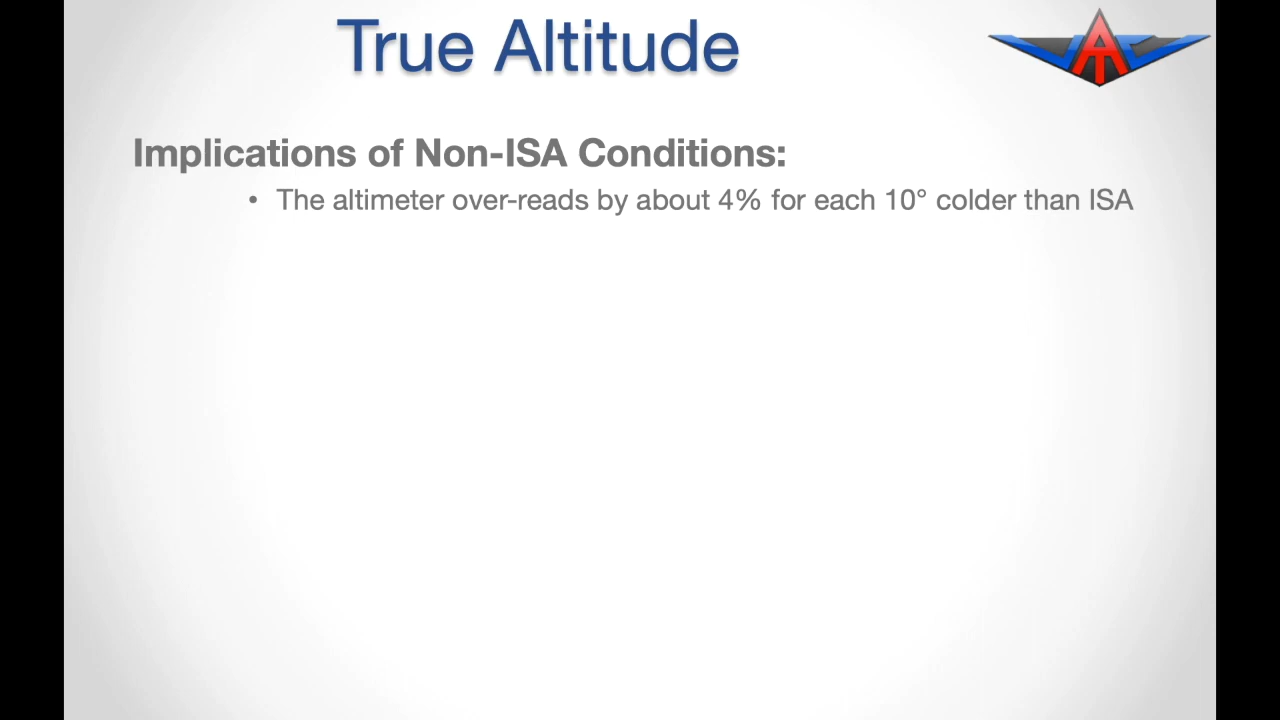 True Altitude
Implications of Non-ISA Conditions:
• The altimeter over-reads by about 4% for each 10° colder than ISA